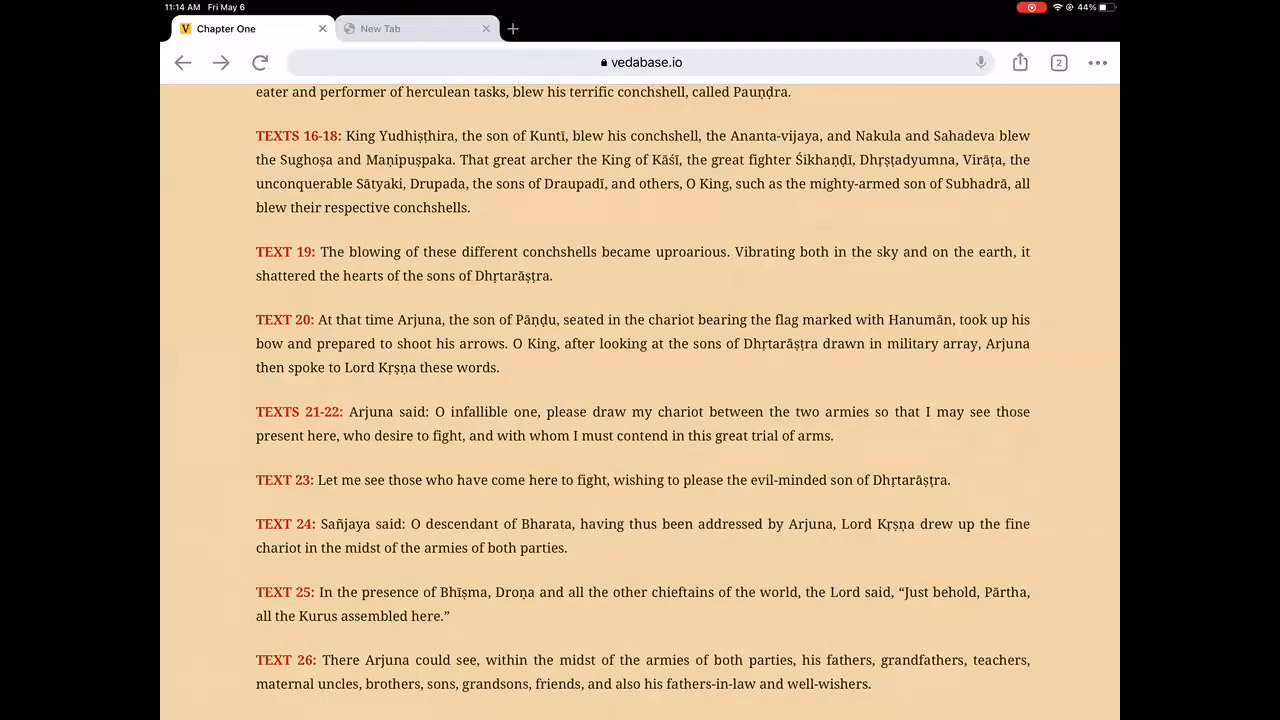 11:14 AM Fri May 6
44%
Chapter One
New Tab
vedabase.io
2
eater and performer of herculean tasks, blew his terrific conchshell, called Pauṇḍra.
TEXTS 16-18: King Yudhiṣṭhira, the son of Kuntī, blew his conchshell, the Ananta-vijaya, and Nakula and Sahadeva blew
the Sughoṣa and Maṇipuṣpaka. That great archer the King of Kāśī, the great fighter Śikhaṇḍī, Dhṛṣṭadyumna, Virāṭa, the
unconquerable Sātyaki, Drupada, the sons of Draupadī, and others, O King, such as the mighty-armed son of Subhadrā, all
blew their respective conchshells.
TEXT 19: The blowing of these different conchshells became uproarious. Vibrating both in the sky and on the earth, it
shattered the hearts of the sons of Dhṛtarāṣṭra.
TEXT 20: At that time Arjuna, the son of Pāṇḍu, seated in the chariot bearing the flag marked with Hanumān, took up his
bow and prepared to shoot his arrows. O King, after looking at the sons of Dhṛtarāṣṭra drawn in military array, Arjuna
then spoke to Lord Kṛṣṇa these words.
TEXTS 21-22: Arjuna said: O infallible one, please draw my chariot between the two armies so that I may see those
present here, who desire to fight, and with whom I must contend in this great trial of arms.
TEXT 23: Let me see those who have come here to fight, wishing to please the evil-minded son of Dhṛtarāṣṭra.
TEXT 24: Sañjaya said: O descendant of Bharata, having thus been addressed by Arjuna, Lord Kṛṣṇa drew up the fine
chariot in the midst of the armies of both parties.
TEXT 25: In the presence of Bhīṣma, Droṇa and all the other chieftains of the world, the Lord said, “Just behold, Pārtha,
all the Kurus assembled here.”
TEXT 26: There Arjuna could see, within the midst of the armies of both parties, his fathers, grandfathers, teachers,
maternal uncles, brothers, sons, grandsons, friends, and also his fathers-in-law and well-wishers.